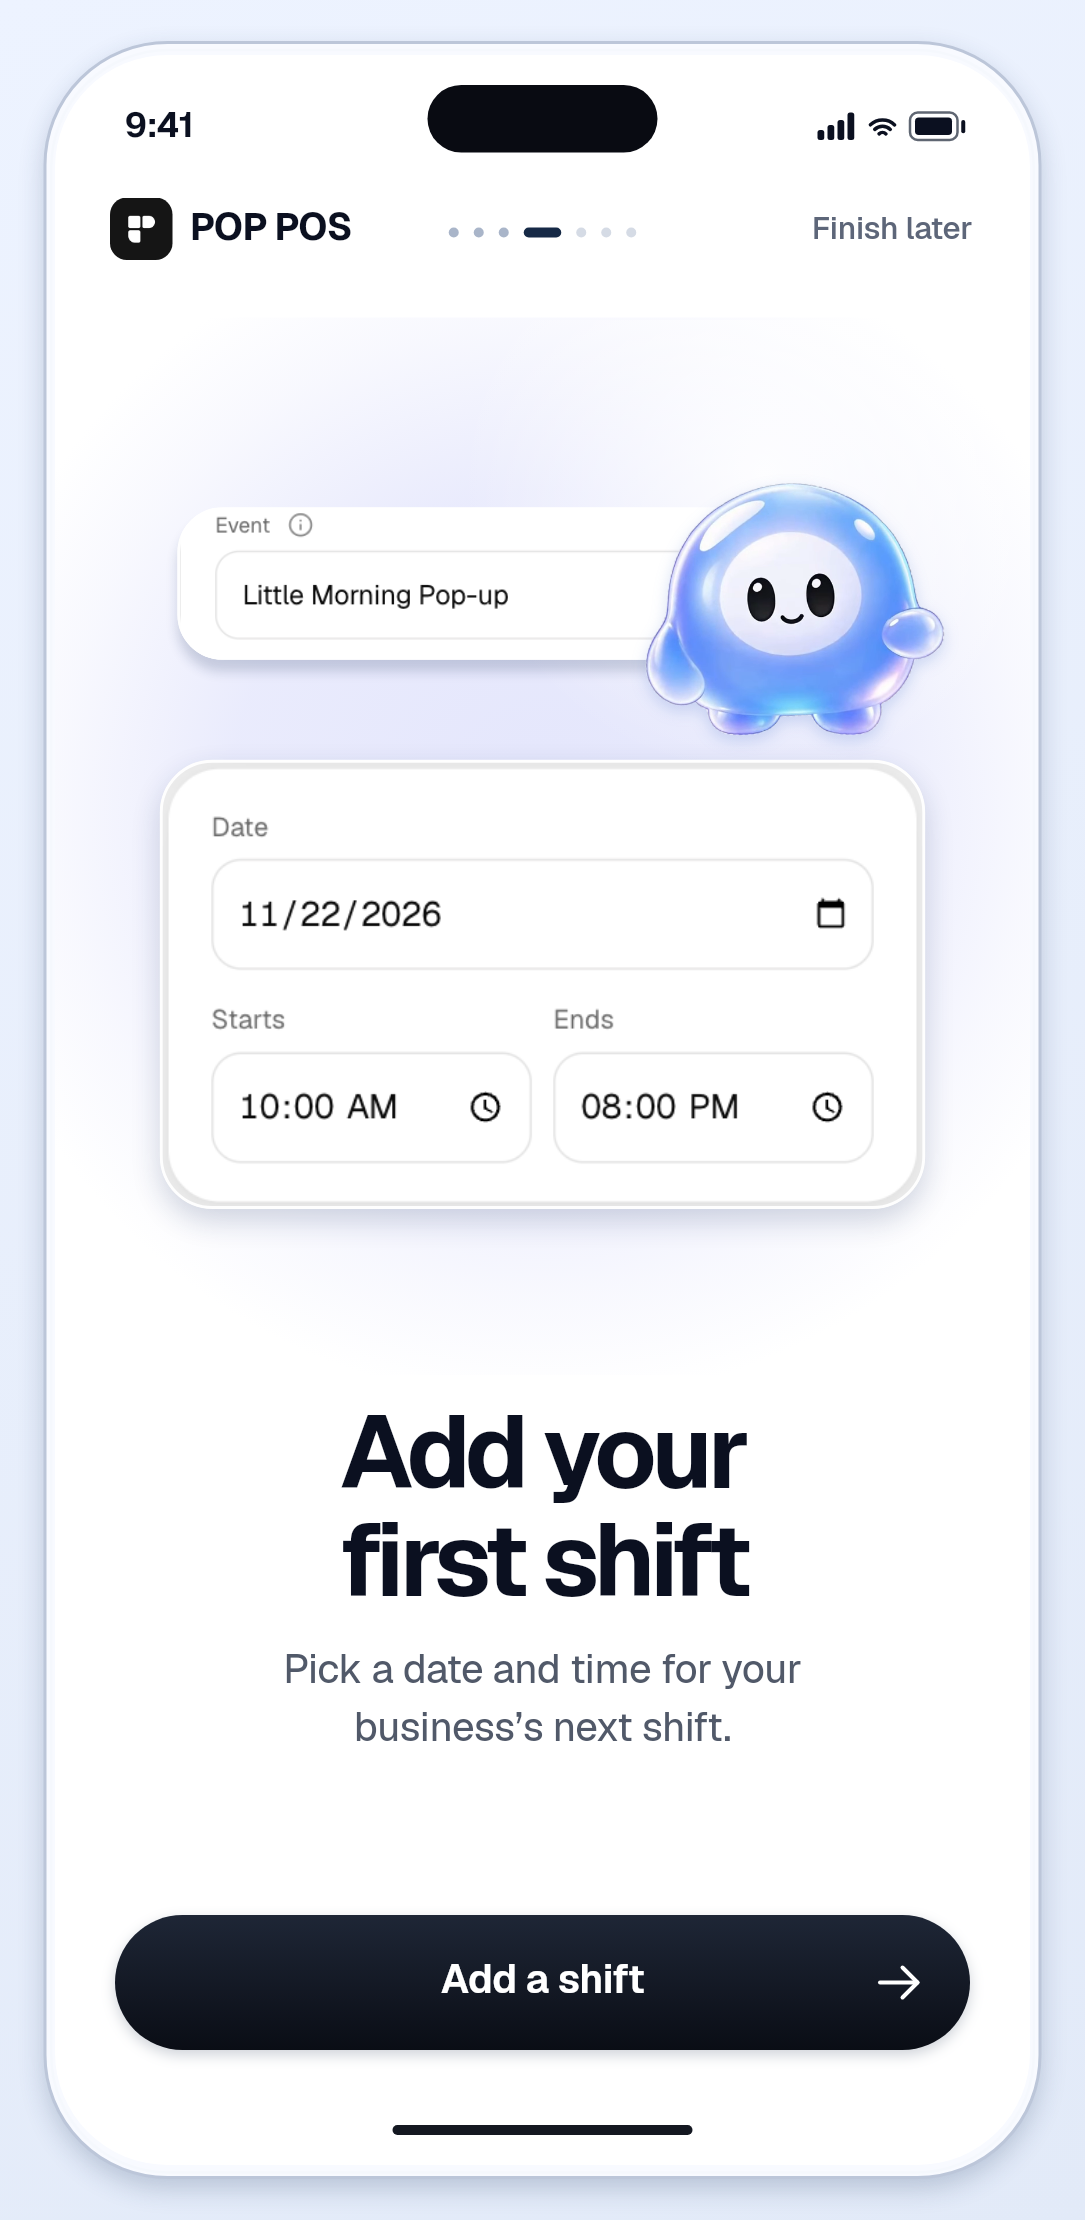 9:41
POP POS
Finish later
Event
Little Morning Pop-up
Date
11/22/2026
Starts Ends
10:00 AM 08:00 PM
Add your
first shift
Pick a date and time for your
business’s next shift.
Add a shift